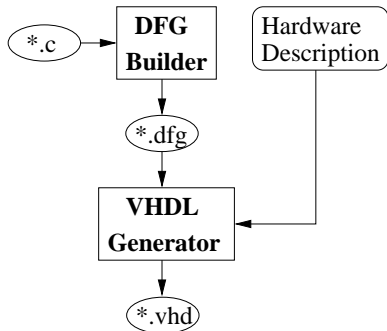 *.c
DFG
Builder
Hardware
Description
*.dfg
VHDL
Generator
*.vhd